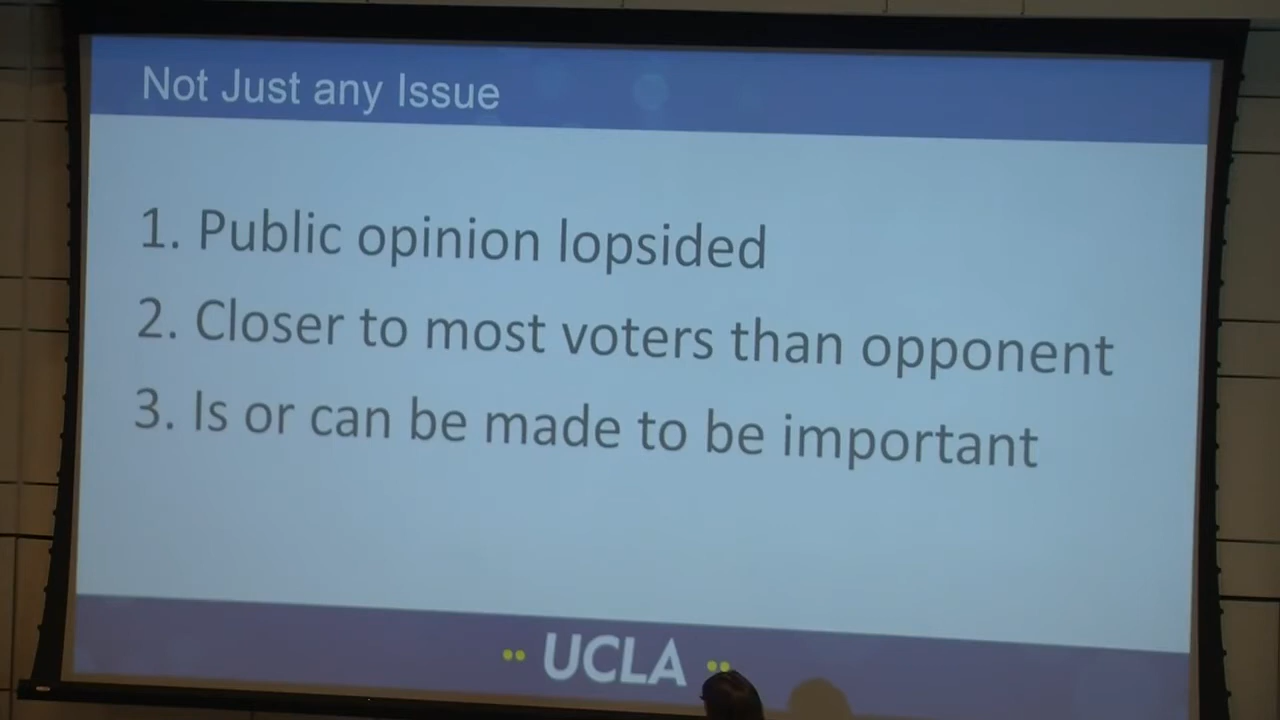 Not Just any Issue
1. Public opinion lopsided
2. Closer to most voters than opponent
3. Is or can be made to be important
UCLA